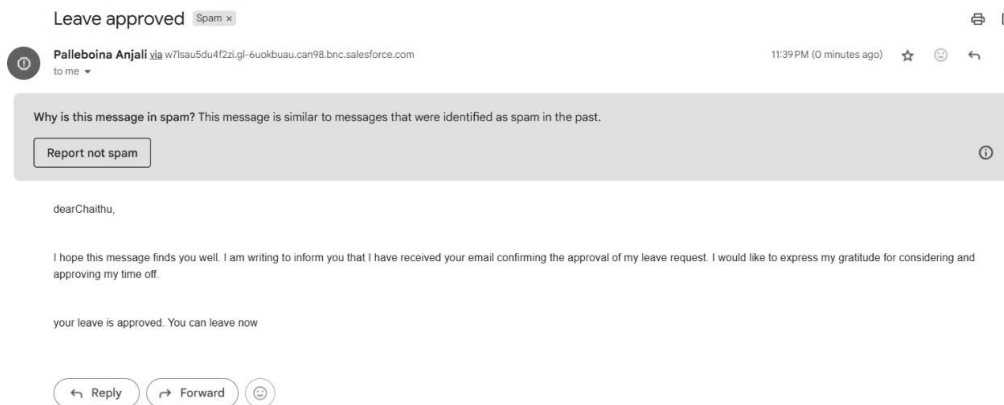 Leave approved Spam ×
Palleboina Anjali via w7lsau5du4f2zi.gl-6uokbuau.can98.bnc.salesforce.com 11:39 PM (0 minutes ago)
to me
Why is this message in spam? This message is similar to messages that were identified as spam in the past.
Report not spam
dearChaithu,
I hope this message finds you well. I am writing to inform you that I have received your email confirming the approval of my leave request. I would like to express my gratitude for considering and
approving my time off.
your leave is approved. You can leave now
Reply Forward